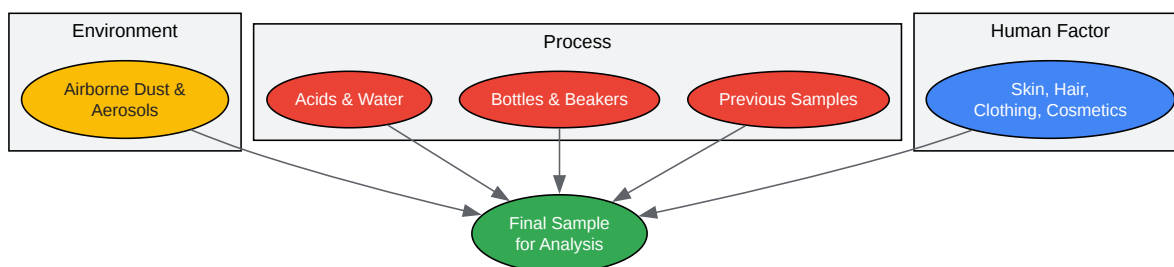 Environment
Process
Human Factor
Airborne Dust &
Aerosols
Acids & Water
Bottles & Beakers
Previous Samples
Skin, Hair,
Clothing, Cosmetics
Final Sample
for Analysis